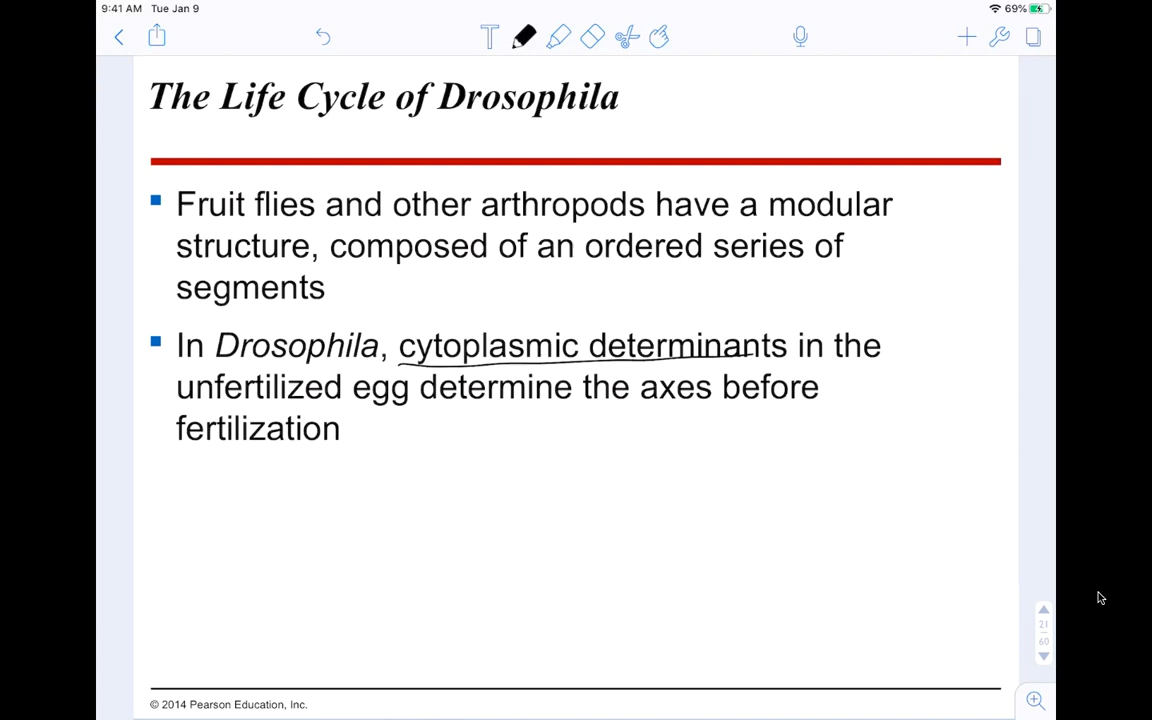 9:41 AM Tue Jan 9
69%
The Life Cycle of Drosophila
Fruit flies and other arthropods have a modular
structure, composed of an ordered series of
segments
In Drosophila, cytoplasmic determinants in the
unfertilized egg determine the axes before
fertilization
21
60
© 2014 Pearson Education, Inc.